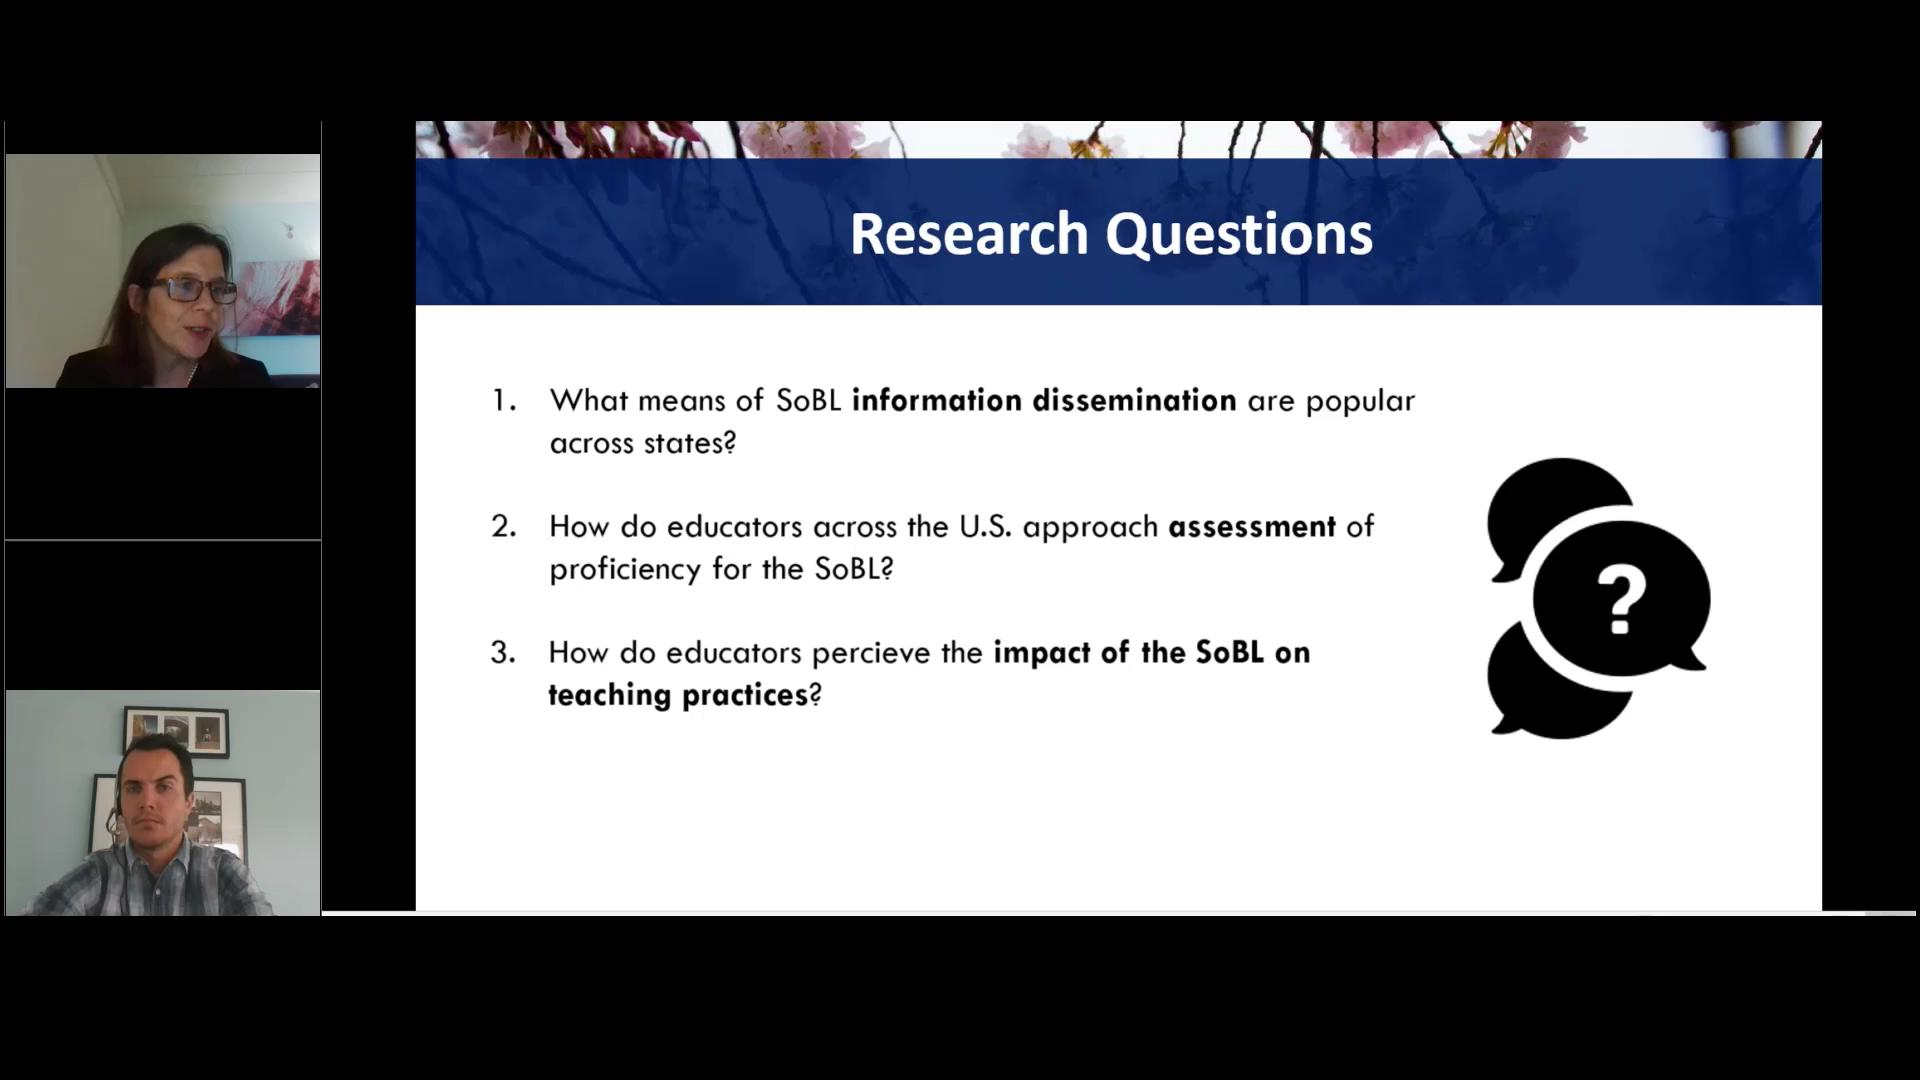 Research Questions
1. What means of SoBL information dissemination are popular
across states?
2. How do educators across the U.S. approach assessment of
proficiency for the SoBL?
3. How do educators percieve the impact of the SoBL on
teaching practices?
?